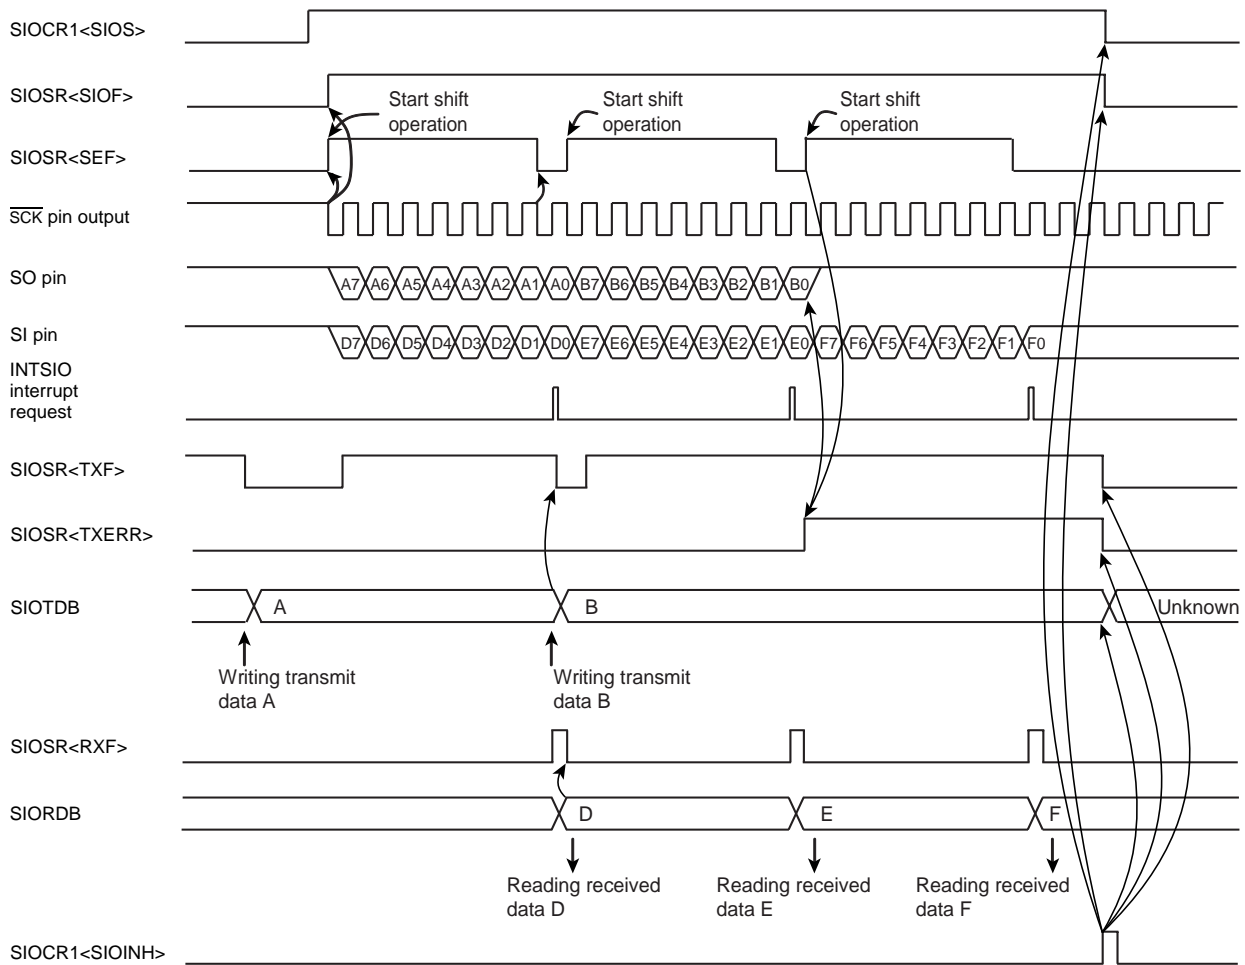 SIOCR1<SIOS>
SIOSR<SIOF>
Start shift
operation
Start shift
operation
Start shift
operation
SIOSR<SEF>
SCK pin output
SO pin
A7 A6 A5 A4 A3 A2 A1 A0 B7 B6 B5 B4 B3 B2 B1 B0
SI pin
D7 D6 D5 D4 D3 D2 D1 D0 E7 E6 E5 E4 E3 E2 E1 E0 F7 F6 F5 F4 F3 F2 F1 F0
INTSIO
interrupt
request
SIOSR<TXF>
SIOSR<TXERR>
SIOTDB
A
B
Unknown
Writing transmit
data A
Writing transmit
data B
SIOSR<RXF>
SIORDB
D
E
F
Reading received
data D
Reading received
data E
Reading received
data F
SIOCR1<SIOINH>